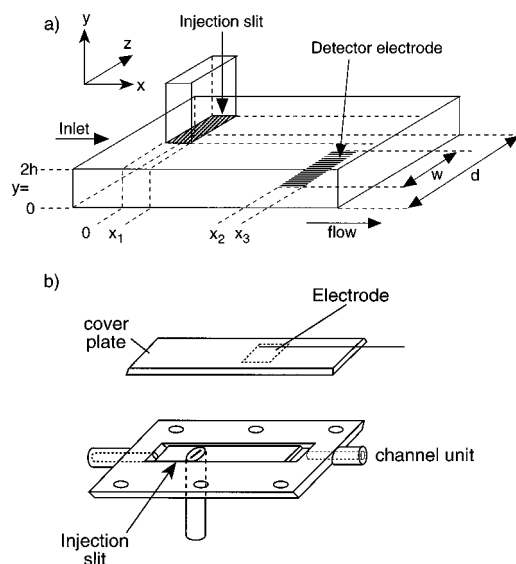 a)
y
z
x
Injection slit
Detector electrode
Inlet
2h
y=
0
0
x1
x2
x3
flow
w
d
b)
Electrode
cover
plate
channel unit
Injection
slit